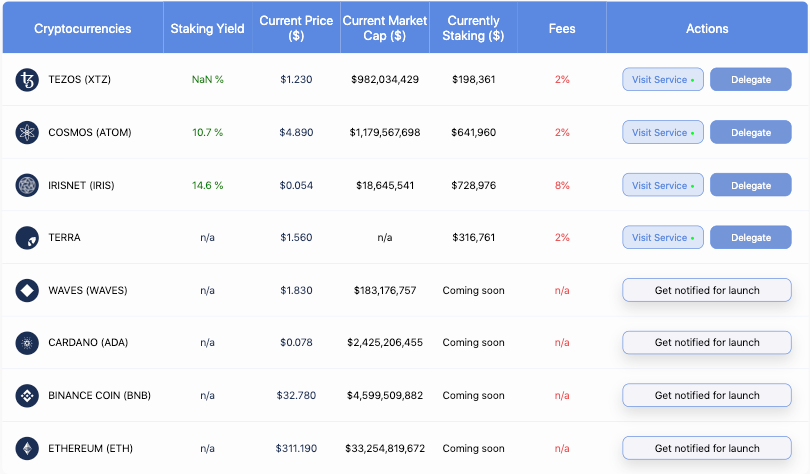 Cryptocurrencies Staking Yield Current Price ($) Current Market Cap ($) Currently Staking ($) Fees Actions
TEZOS (XTZ) NaN % $1.230 $982,034,429 $198,361 2% Visit Service Delegate
COSMOS (ATOM) 10.7 % $4.890 $1,179,567,698 $641,960 2% Visit Service Delegate
IRISNET (IRIS) 14.6 % $0.054 $18,645,541 $728,976 8% Visit Service Delegate
TERRA n/a $1.560 n/a $316,761 2% Visit Service Delegate
WAVES (WAVES) n/a $1.830 $183,176,757 Coming soon n/a Get notified for launch
CARDANO (ADA) n/a $0.078 $2,425,206,455 Coming soon n/a Get notified for launch
BINANCE COIN (BNB) n/a $32.780 $4,599,509,882 Coming soon n/a Get notified for launch
ETHEREUM (ETH) n/a $311.190 $33,254,819,672 Coming soon n/a Get notified for launch